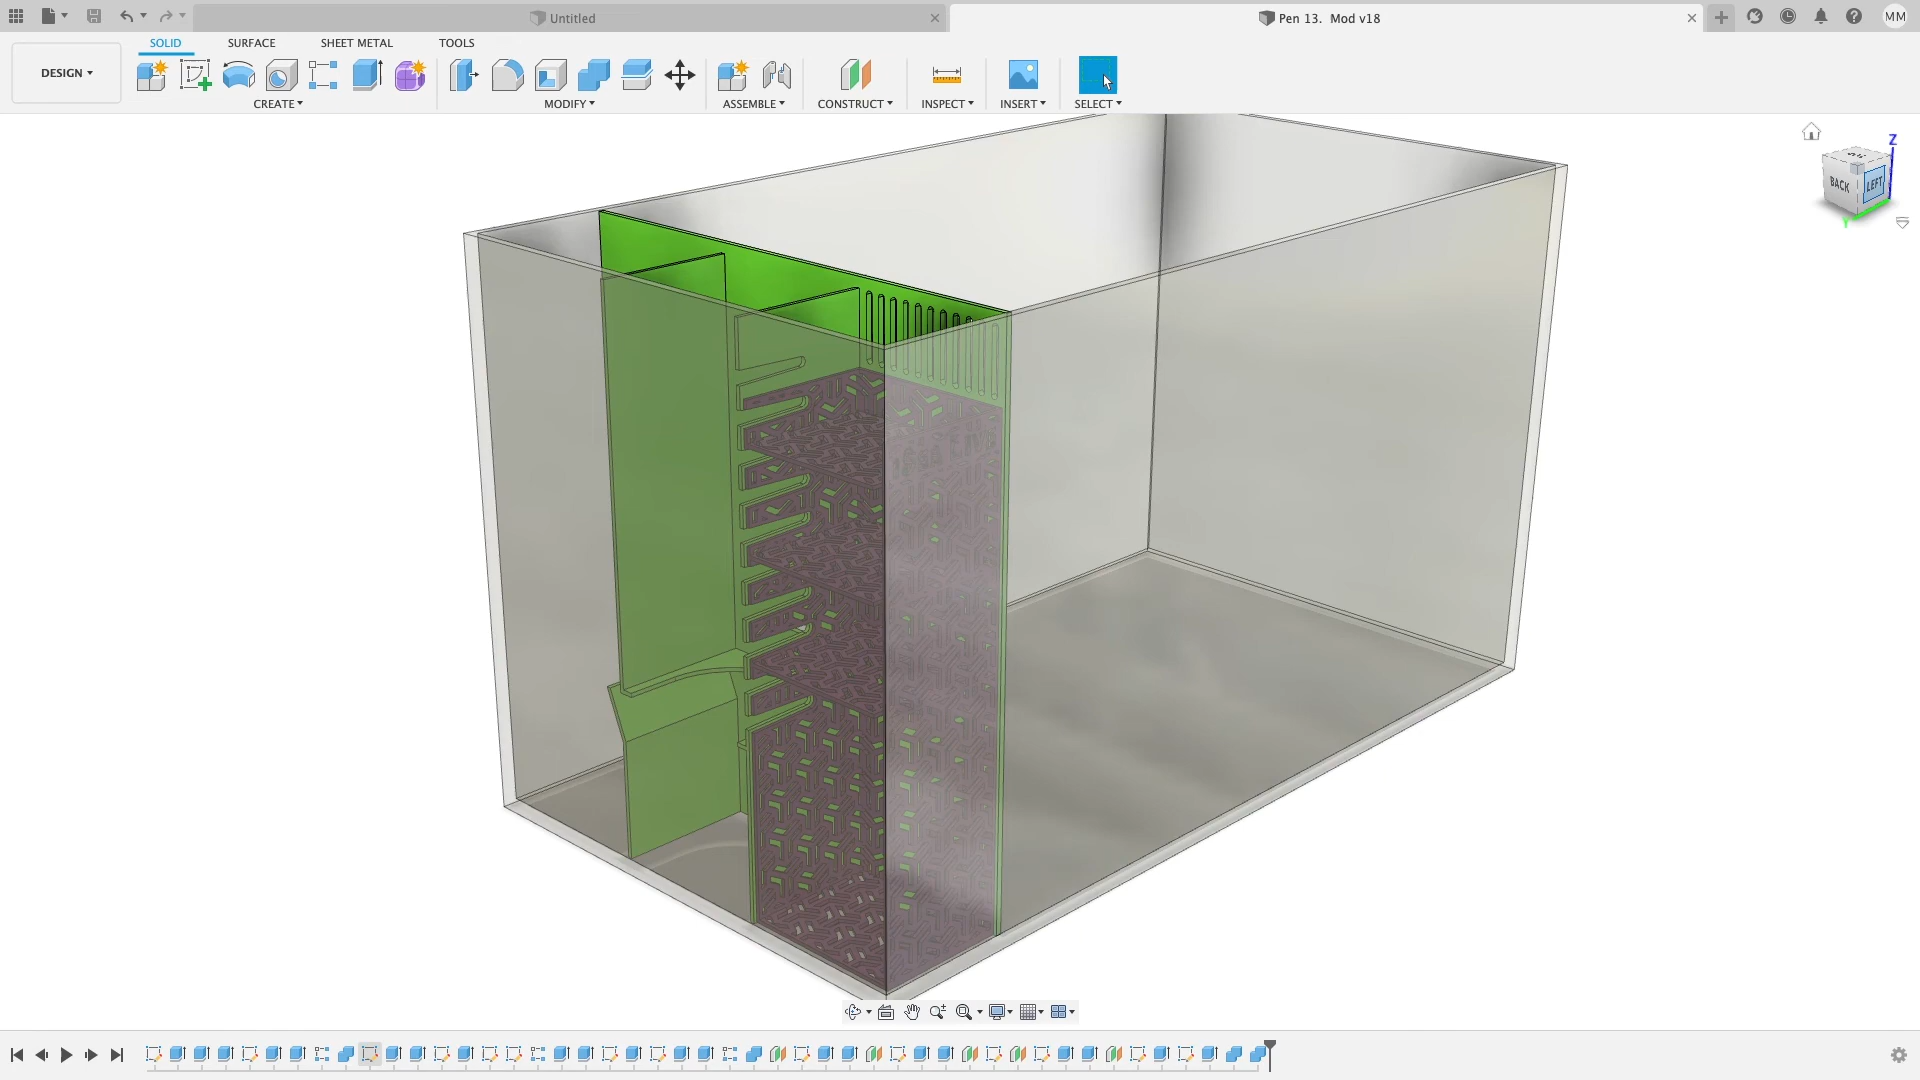 Untitled
Pen 13. Mod v18
MM
SOLID
SURFACE
SHEET METAL
TOOLS
DESIGN
CREATE
MODIFY
ASSEMBLE
CONSTRUCT
INSPECT
INSERT
SELECT
Z
BACK
LEFT
Y